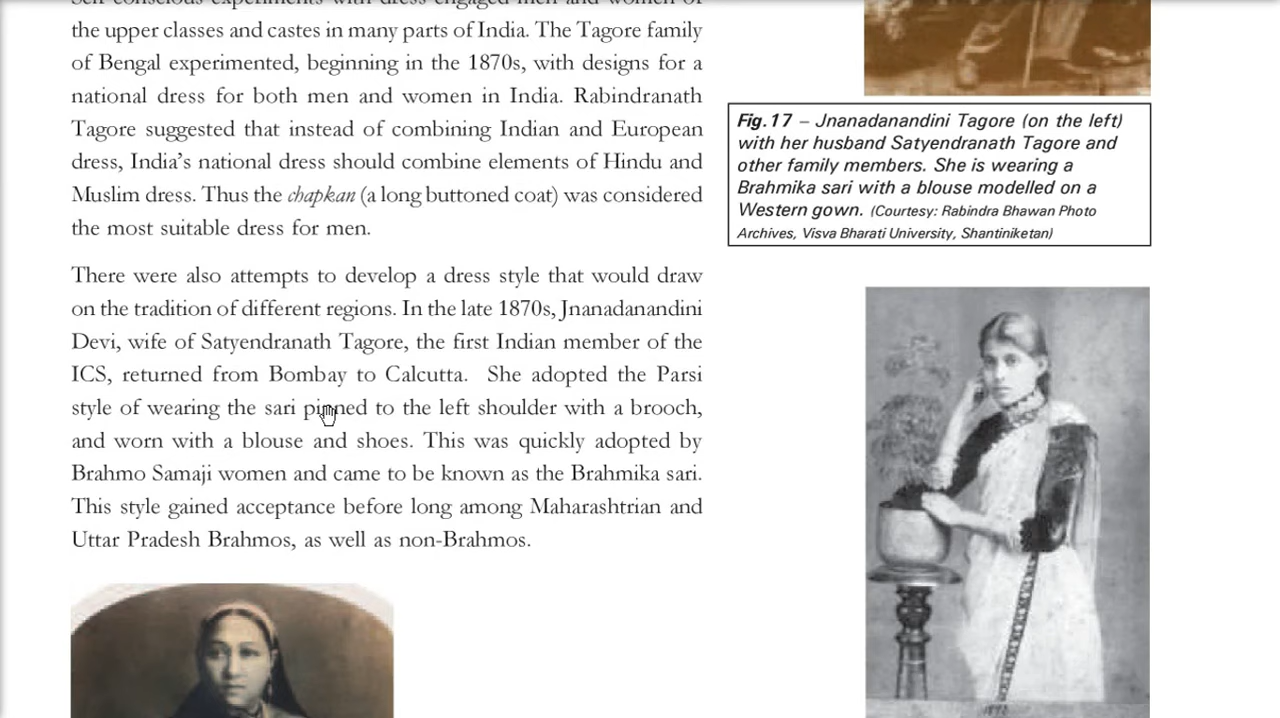 Self-conscious experiments with dress engaged men and women of
the upper classes and castes in many parts of India. The Tagore family
of Bengal experimented, beginning in the 1870s, with designs for a
national dress for both men and women in India. Rabindranath
Tagore suggested that instead of combining Indian and European
dress, India's national dress should combine elements of Hindu and
Muslim dress. Thus the chapkan (a long buttoned coat) was considered
the most suitable dress for men.
There were also attempts to develop a dress style that would draw
on the tradition of different regions. In the late 1870s, Jnanadanandini
Devi, wife of Satyendranath Tagore, the first Indian member of the
ICS, returned from Bombay to Calcutta. She adopted the Parsi
style of wearing the sari pinned to the left shoulder with a brooch,
and worn with a blouse and shoes. This was quickly adopted by
Brahmo Samaji women and came to be known as the Brahmika sari.
This style gained acceptance before long among Maharashtrian and
Uttar Pradesh Brahmos, as well as non-Brahmos.
Fig.17 – Jnanadanandini Tagore (on the left)
with her husband Satyendranath Tagore and
other family members. She is wearing a
Brahmika sari with a blouse modelled on a
Western gown. (Courtesy: Rabindra Bhawan Photo
Archives, Visva Bharati University, Shantiniketan)